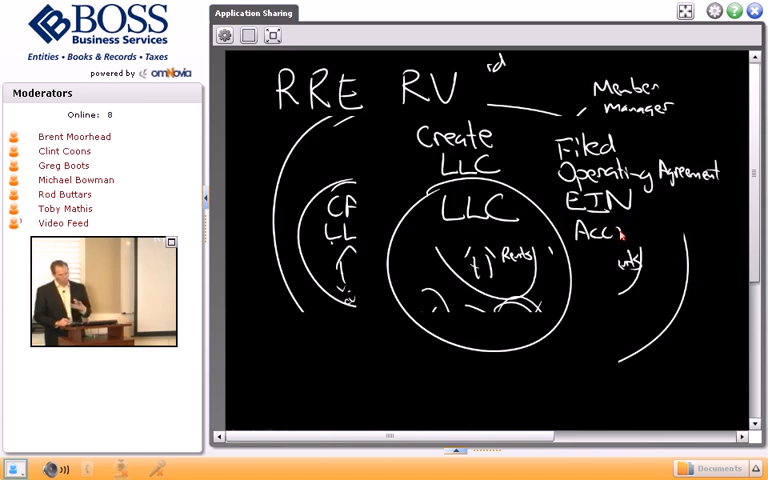 BOSS
Business Services
Entities • Books & Records • Taxes
powered by omNovia
Moderators
Online: 8
Brent Moorhead
Clint Coons
Greg Boots
Michael Bowman
Rod Buttars
Toby Mathis
Video Feed
Application Sharing
RRE RV rd
Member
Manager
Create
LLC
LLC
Rents
Filed
Operating Agreement
EIN
Acc
Documents